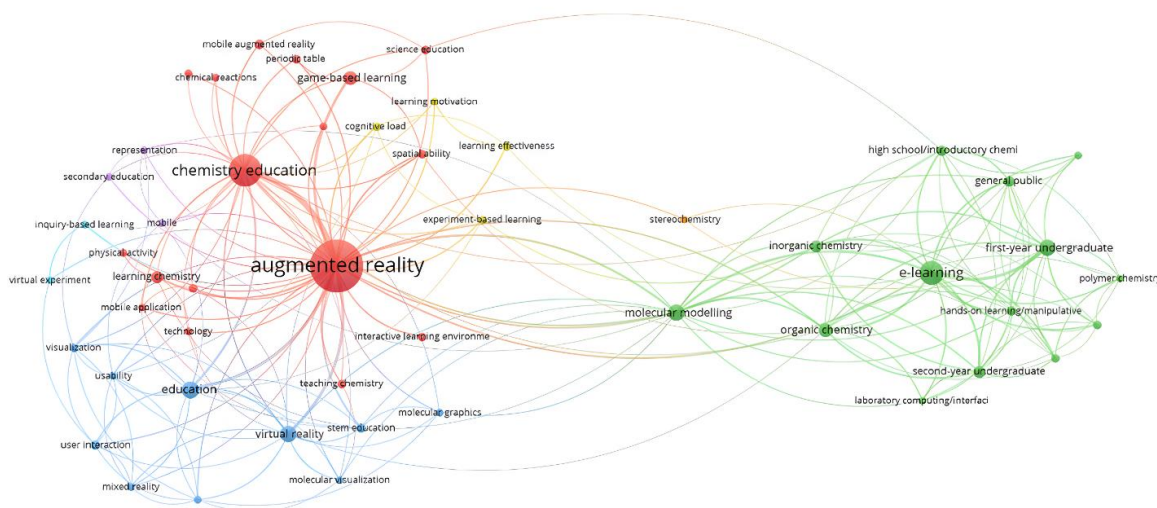 mobile augmented reality
periodic table
science education
chemical reactions
game-based learning
learning motivation
cognitive load
learning effectiveness
representation
spatial ability
chemistry education
secondary education
inquiry-based learning
mobile
experiment-based learning
physical activity
augmented reality
virtual experiment
learning chemistry
mobile application
technology
interactive learning environme
visualization
usability
education
teaching chemistry
molecular graphics
stem education
virtual reality
user interaction
molecular visualization
mixed reality
stereochemistry
high school/introductory chemi
general public
inorganic chemistry
first-year undergraduate
e-learning
polymer chemistry
molecular modelling
hands-on learning/manipulative
organic chemistry
second-year undergraduate
laboratory computing/interfaci